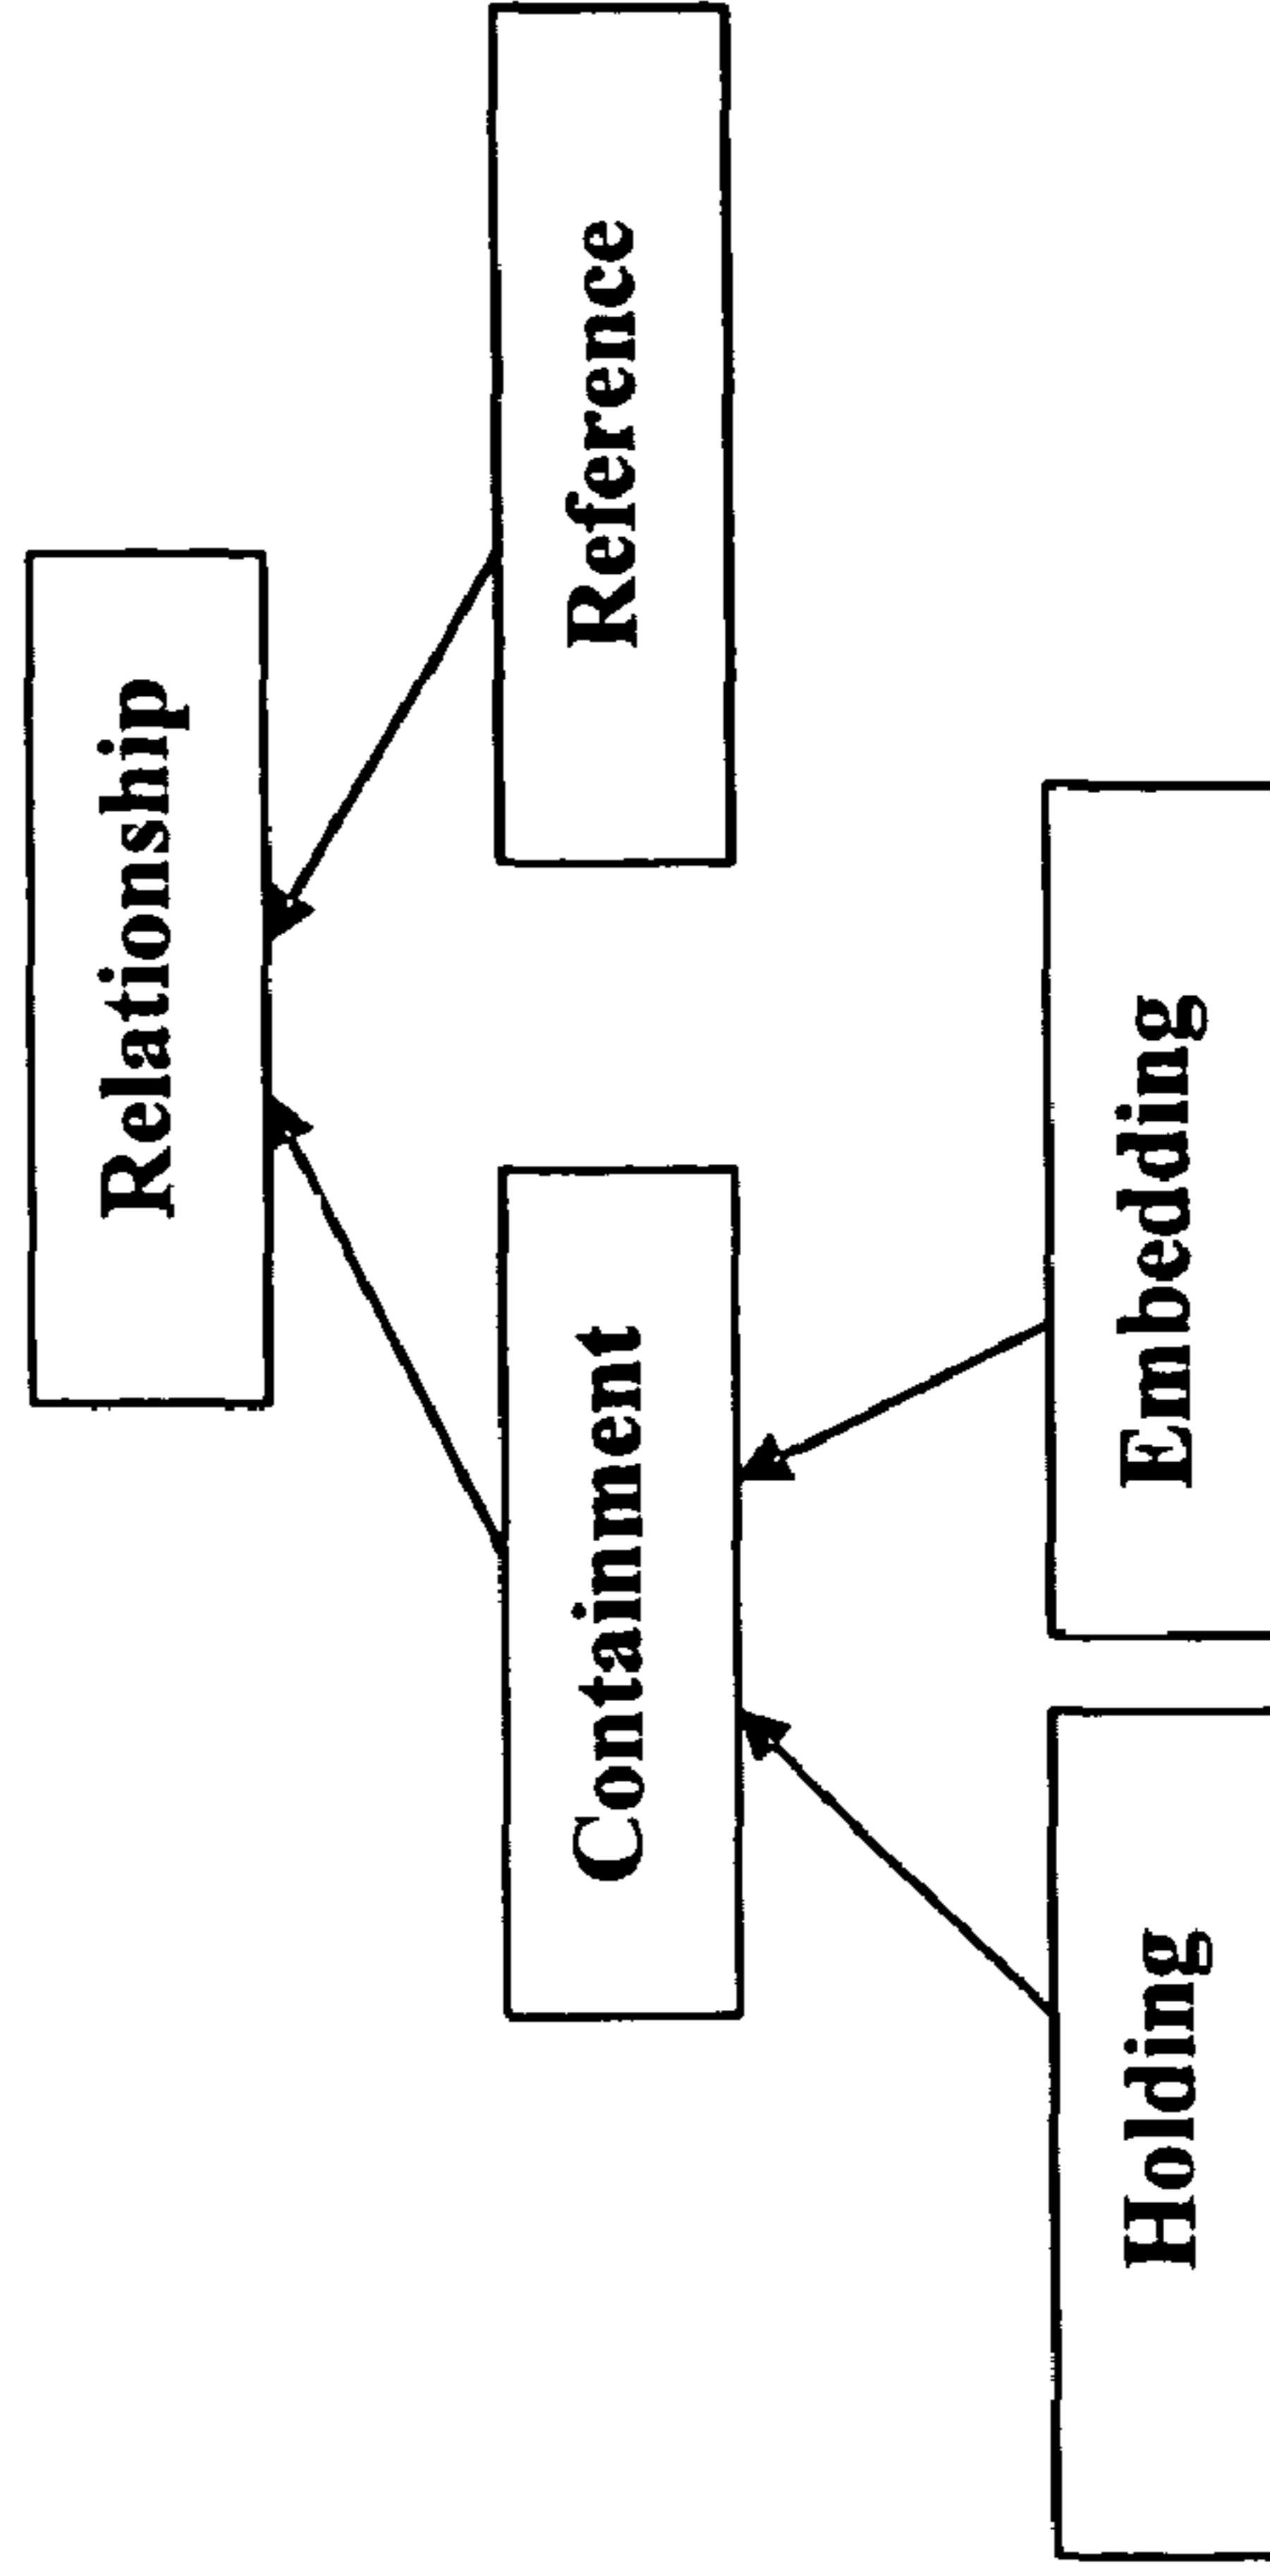 Relationship
Containment
Reference
Holding
Embedding